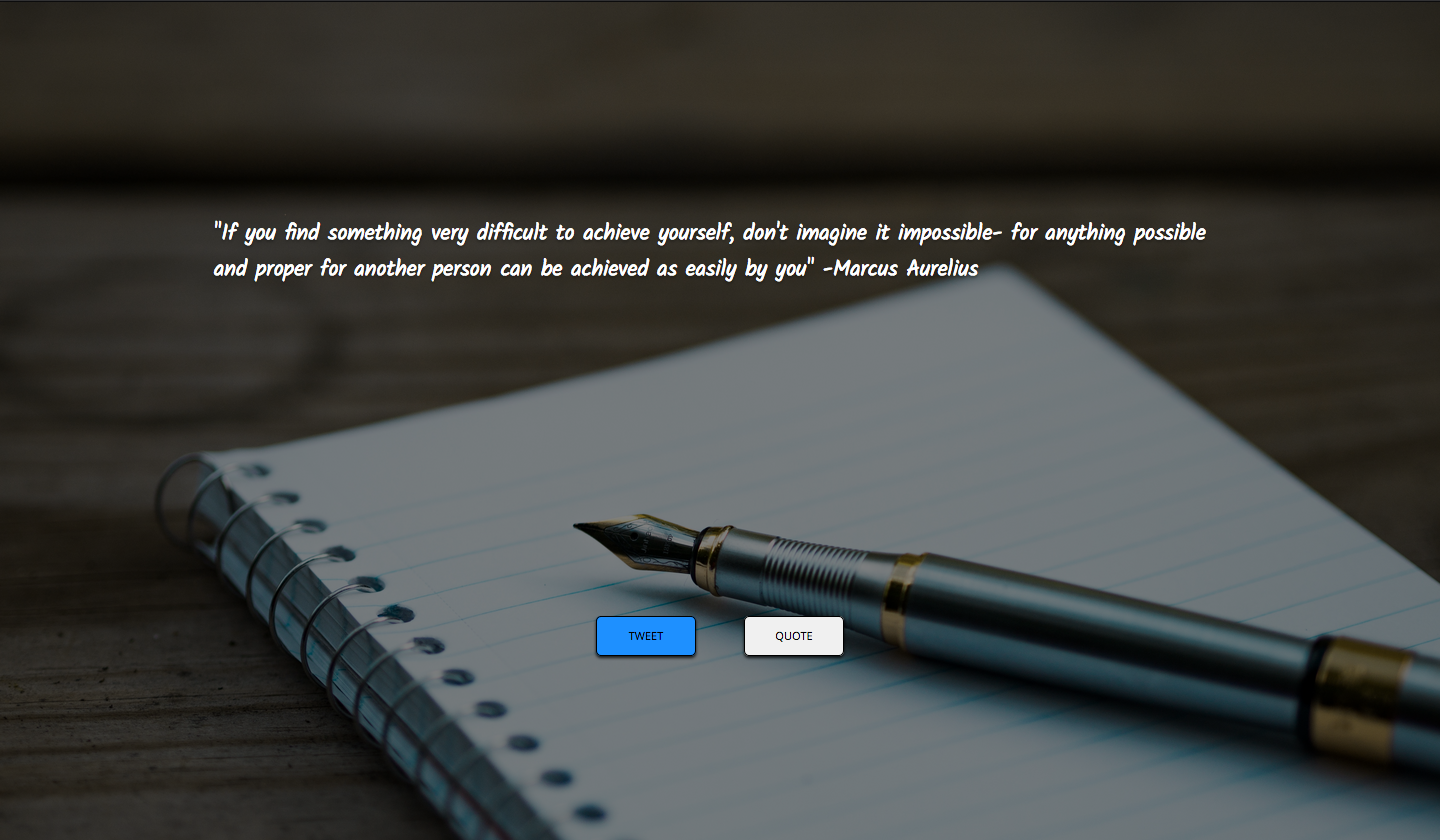 "If you find something very difficult to achieve yourself, don't imagine it impossible- for anything possible
and proper for another person can be achieved as easily by you" -Marcus Aurelius
TWEET
QUOTE